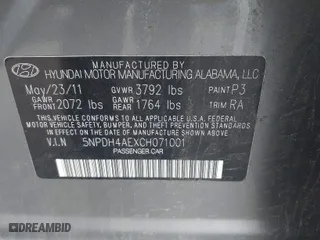 MANUFACTURED BY
HYUNDAI MOTOR MANUFACTURING ALABAMA, LLC
May/23/11 GVWR 3792 lbs PAINT P3
GAWR FRONT 2072 lbs GAWR REAR 1764 lbs TRIM RA
THIS VEHICLE CONFORMS TO ALL APPLICABLE
U.S. FEDERAL MOTOR VEHICLE SAFETY, BUMPER, AND THEFT
PREVENTION STANDARDS IN EFFECT ON THE DATE OF
MANUFACTURE SHOWN ABOVE.
V.I.N 5NPDH4AEXCH071001
PASSENGER CAR